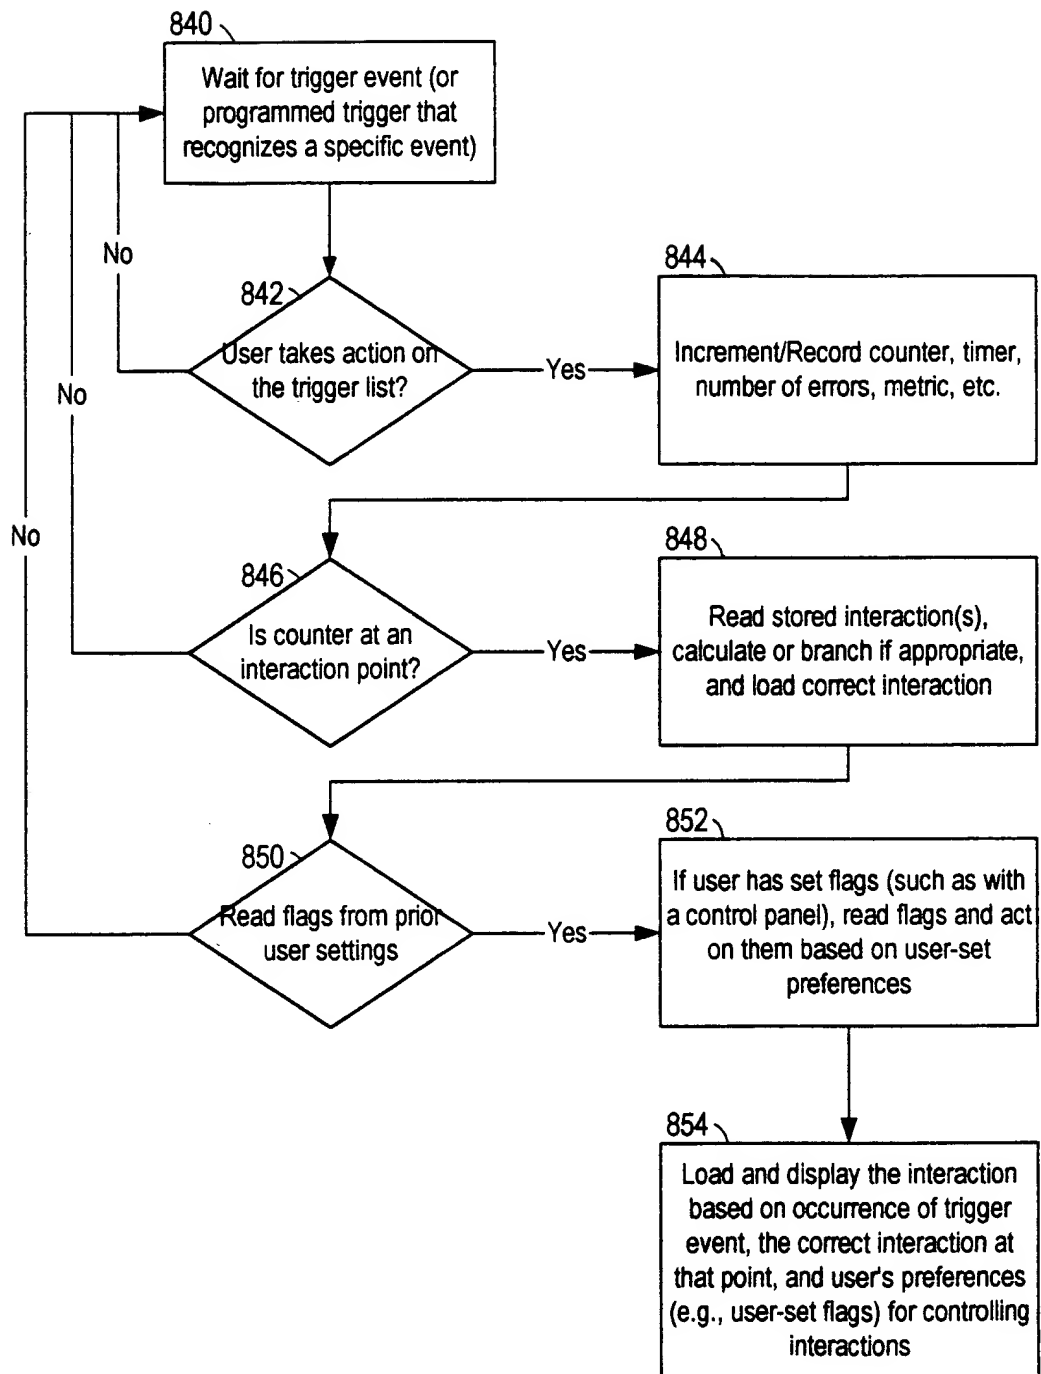 840
Wait for trigger event (or
programmed trigger that
recognizes a specific event)
No
842
User takes action on
the trigger list?
Yes
844
Increment/Record counter, timer,
number of errors, metric, etc.
No
846
Is counter at an
interaction point?
Yes
848
Read stored interaction(s),
calculate or branch if appropriate,
and load correct interaction
No
850
Read flags from prior
user settings
Yes
852
If user has set flags (such as with
a control panel), read flags and act
on them based on user-set
preferences
854
Load and display the interaction
based on occurrence of trigger
event, the correct interaction at
that point, and user's preferences
(e.g., user-set flags) for controlling
interactions